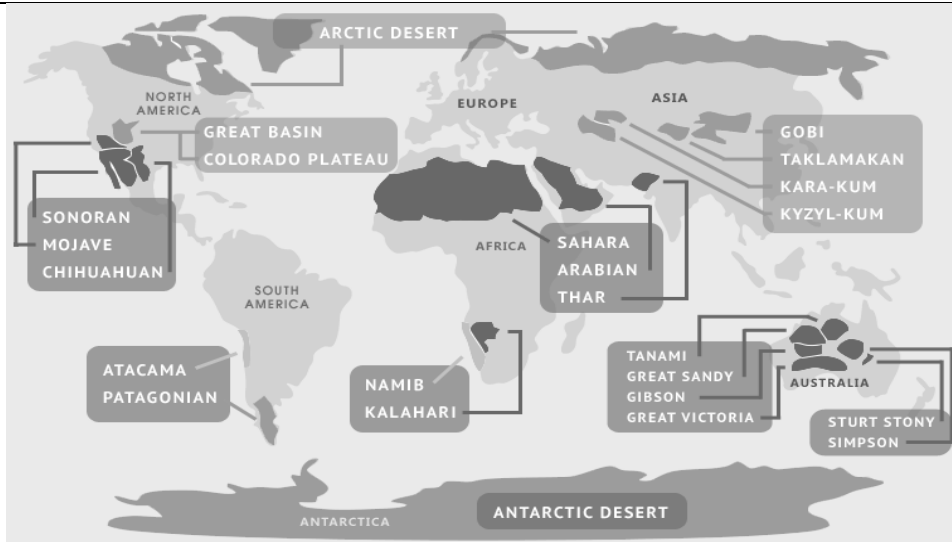 ARCTIC DESERT
NORTH
AMERICA
EUROPE
ASIA
GREAT BASIN
COLORADO PLATEAU
GOBI
TAKLAMAKAN
KARA-KUM
KYZYL-KUM
SONORAN
MOJAVE
CHIHUAHUAN
AFRICA
SAHARA
ARABIAN
THAR
SOUTH
AMERICA
ATACAMA
PATAGONIAN
NAMIB
KALAHARI
TANAMI
GREAT SANDY
GIBSON
GREAT VICTORIA
AUSTRALIA
STURT STONY
SIMPSON
ANTARCTICA
ANTARCTIC DESERT